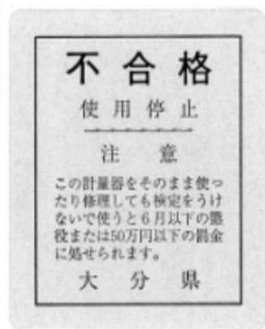 不合格
使用停止
注意
この計量器をそのまま使っ
たり修理しても検定をうけ
ないで使うと6月以下の懲
役または50万円以下の罰金
に処せられます。
大分県